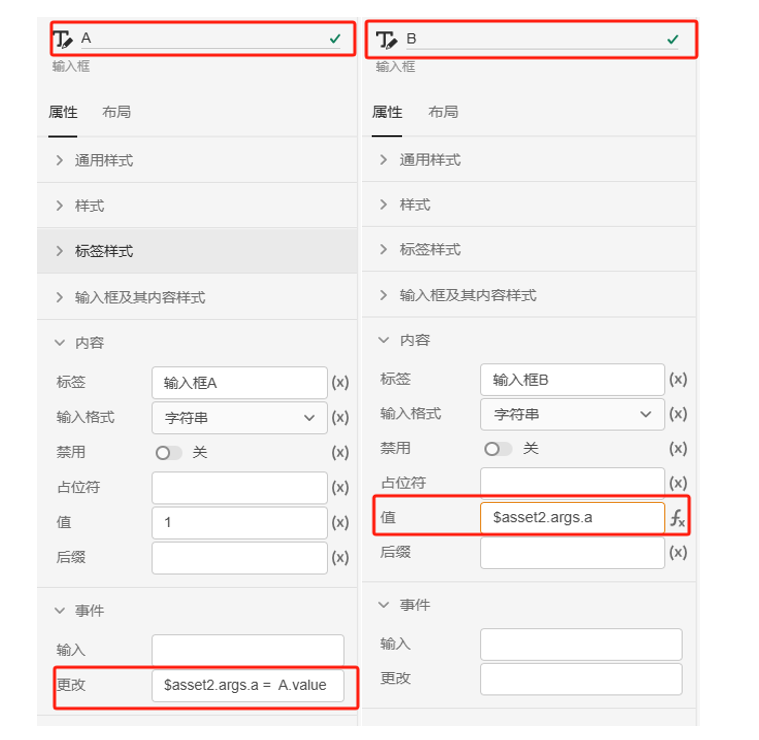 A
输入框
属性 布局
通用样式
样式
标签样式
输入框及其内容样式
内容
标签 输入框A (x)
输入格式 字符串 (x)
禁用 关 (x)
占位符 (x)
值 1 (x)
后缀 (x)
事件
输入
更改 $asset2.args.a = A.value
B
输入框
属性 布局
通用样式
样式
标签样式
输入框及其内容样式
内容
标签 输入框B (x)
输入格式 字符串 (x)
禁用 关 (x)
占位符 (x)
值 $asset2.args.a fx
后缀 (x)
事件
输入
更改